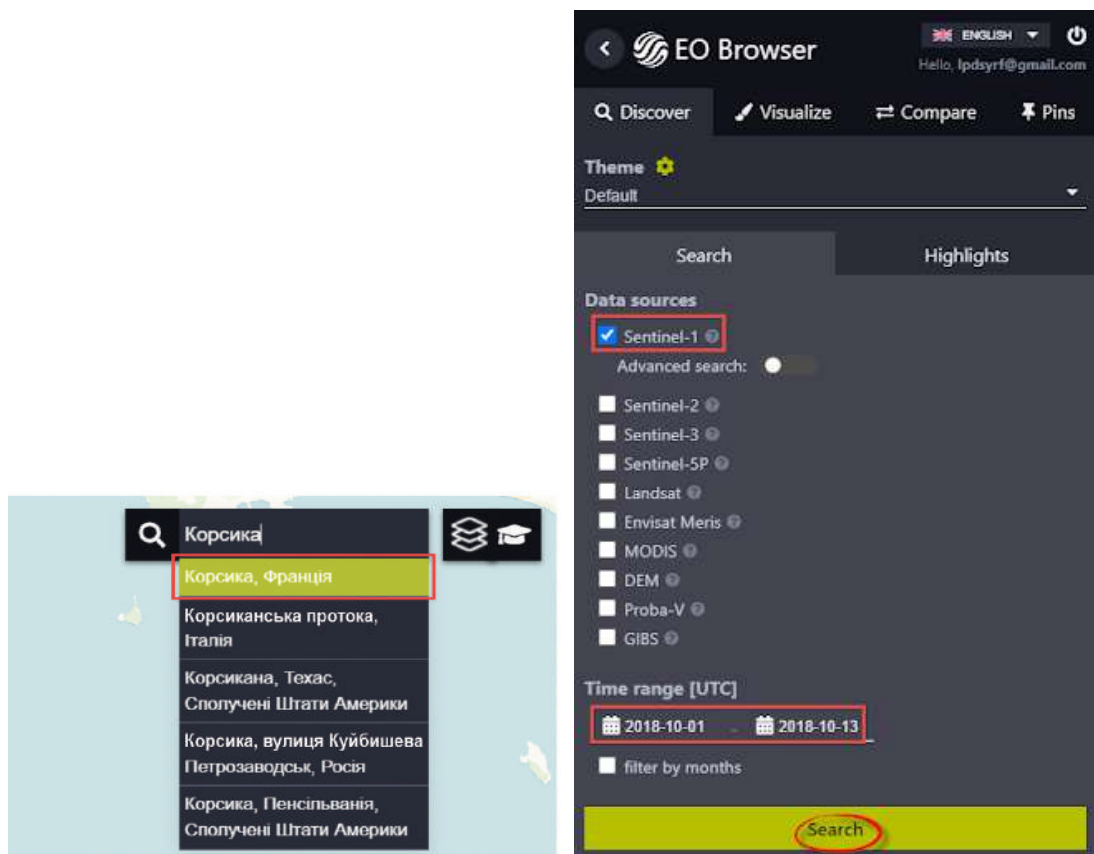 Корсика
Корсика, Франція
Корсиканська протока,
Італія
Корсикана, Техас,
Сполучені Штати Америки
Корсика, вулиця Куйбишева
Петрозаводськ, Росія
Корсика, Пенсільванія,
Сполучені Штати Америки
EO Browser
ENGLISH
Hello, lpdsyrf@gmail.com
Discover Visualize Compare Pins
Theme
Default
Search Highlights
Data sources
Sentinel-1
Advanced search:
Sentinel-2
Sentinel-3
Sentinel-5P
Landsat
Envisat Meris
MODIS
DEM
Proba-V
GIBS
Time range [UTC]
2018-10-01 - 2018-10-13
filter by months
Search